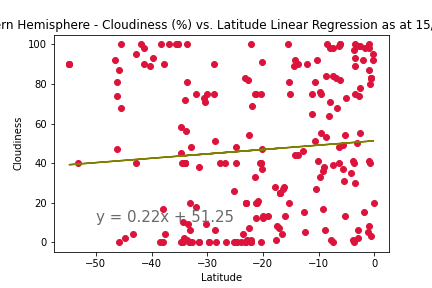 ern Hemisphere - Cloudiness (%) vs. Latitude Linear Regression as at 15/
100
80
60
40
20
0
Cloudiness
y = 0.22x + 51.25
−50 −40 −30 −20 −10 0
Latitude